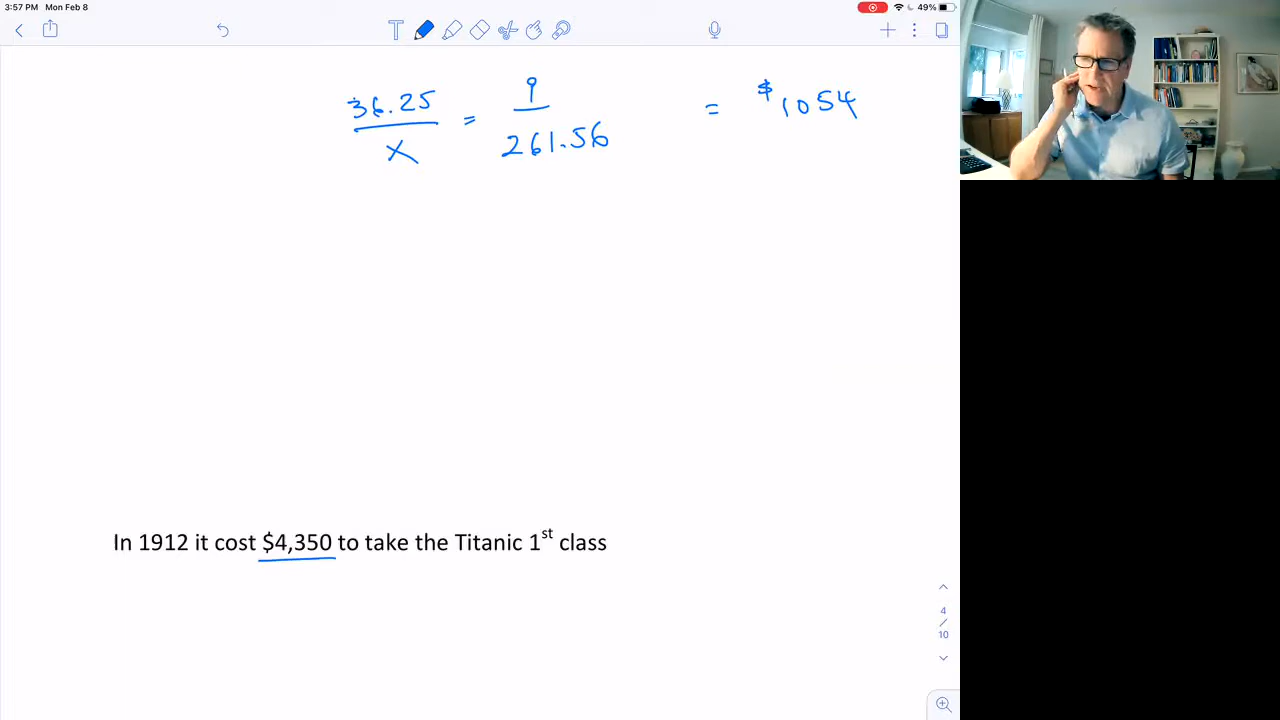 3:57 PM Mon Feb 8
49%
T
36.25 / x = 9 / 261.56 = $1054
In 1912 it cost $4,350 to take the Titanic 1st class
4
/
10